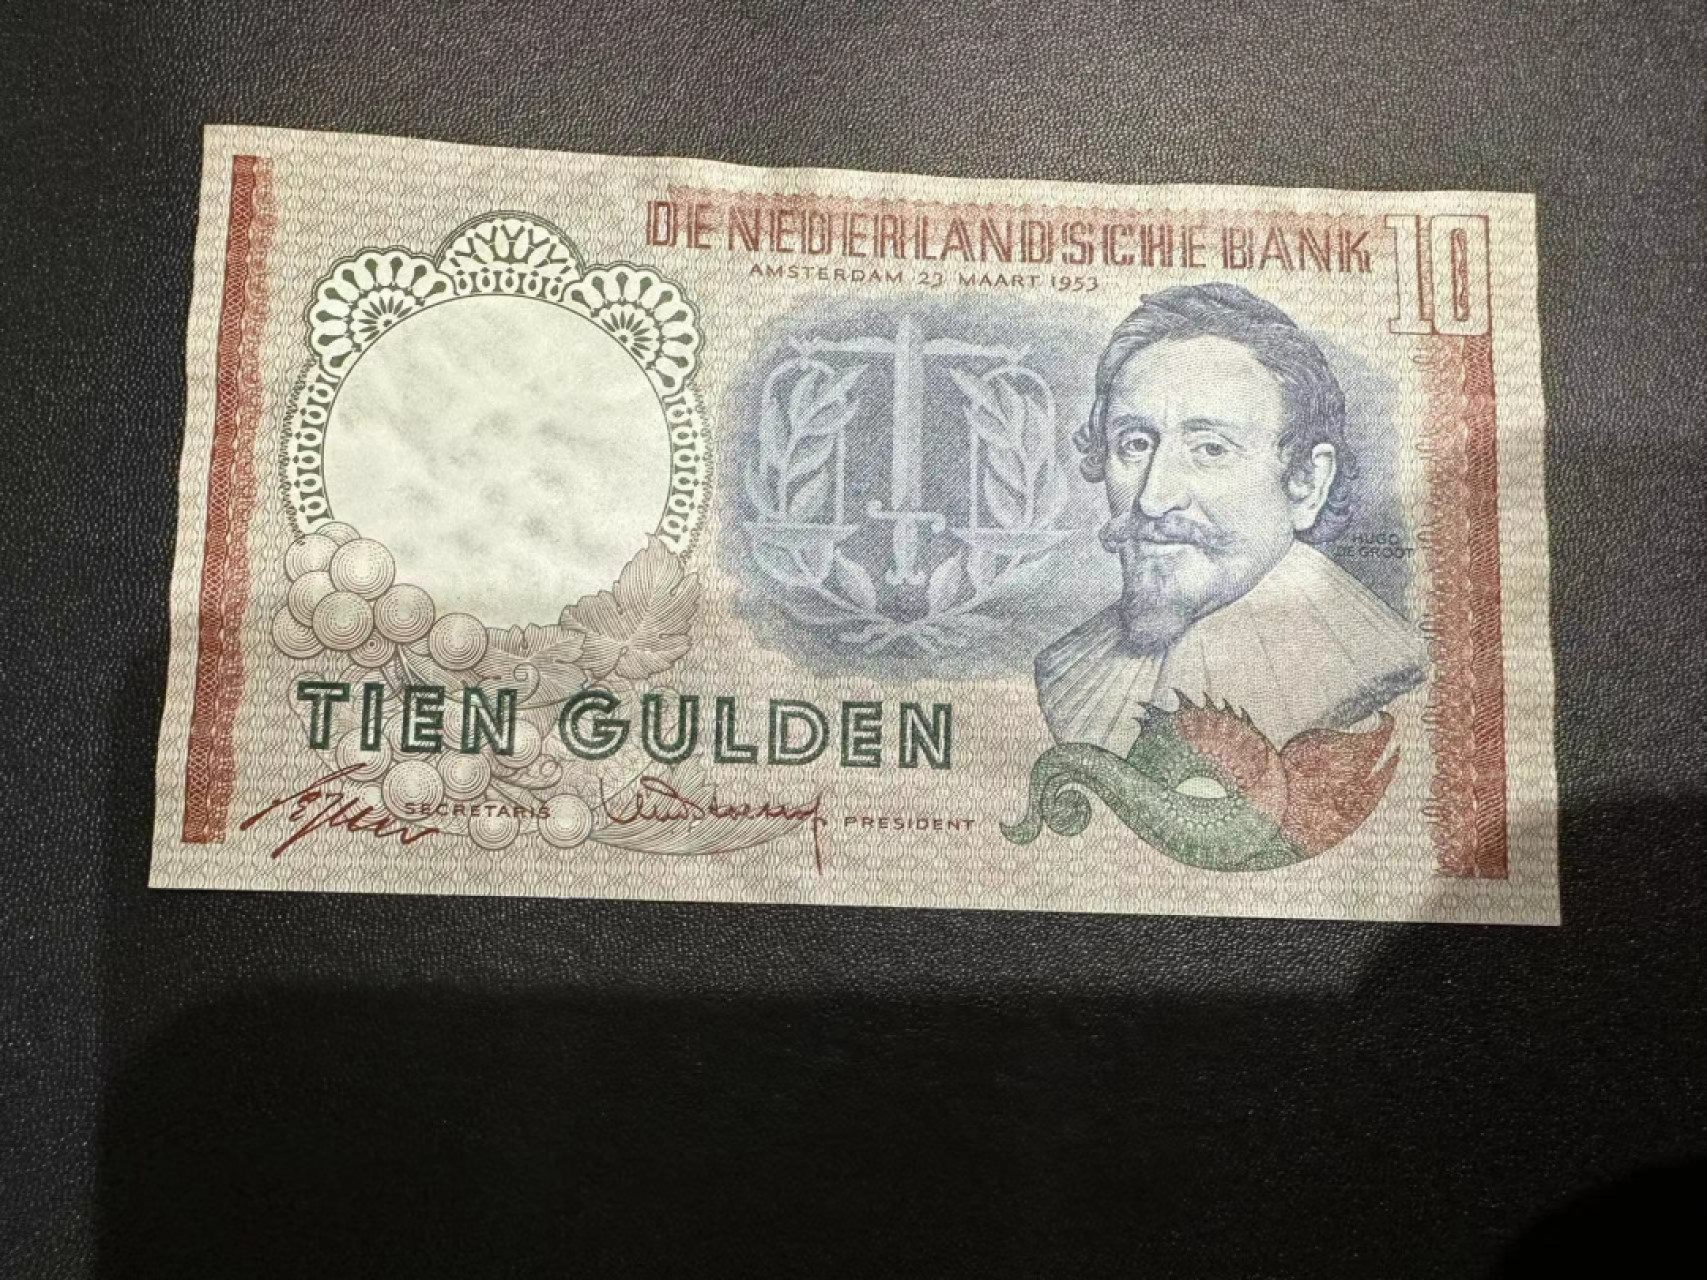 DE NEDERLANDSCHE BANK 10
AMSTERDAM 23 MAART 1953
HUGO
DE GROOT
TIEN GULDEN
SECRETARIS
PRESIDENT